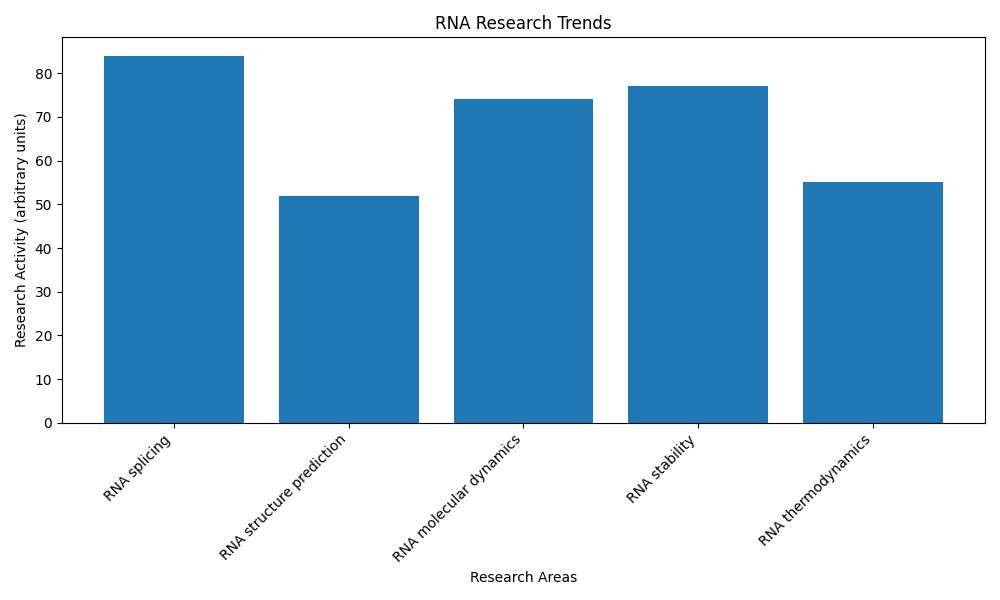 RNA Research Trends
Research Activity (arbitrary units)
80
70
60
50
40
30
20
10
0
RNA splicing
RNA structure prediction
RNA molecular dynamics
RNA stability
RNA thermodynamics
Research Areas